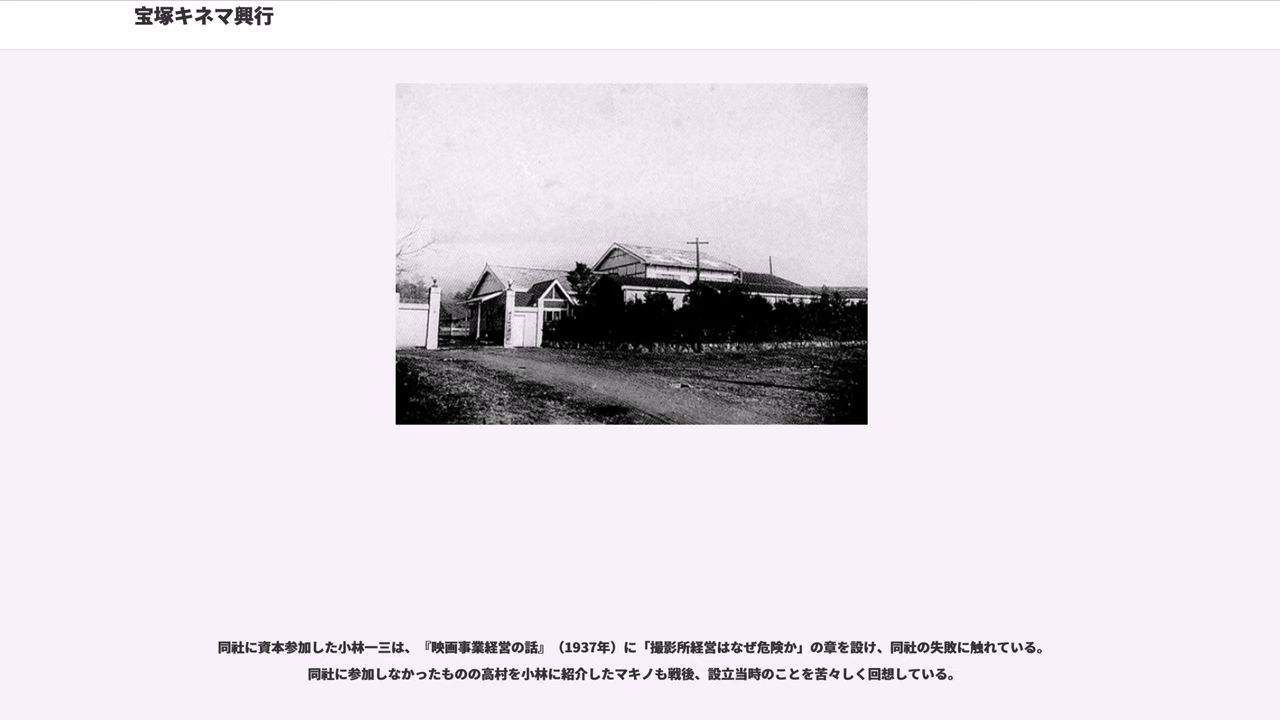 宝塚キネマ興行
同社に資本参加した小林一三は、『映画事業経営の話』（1937年）に「撮影所経営はなぜ危険か」の章を設け、同社の失敗に触れている。
同社に参加しなかったものの高村を小林に紹介したマキノも戦後、設立当時のことを苦々しく回想している。